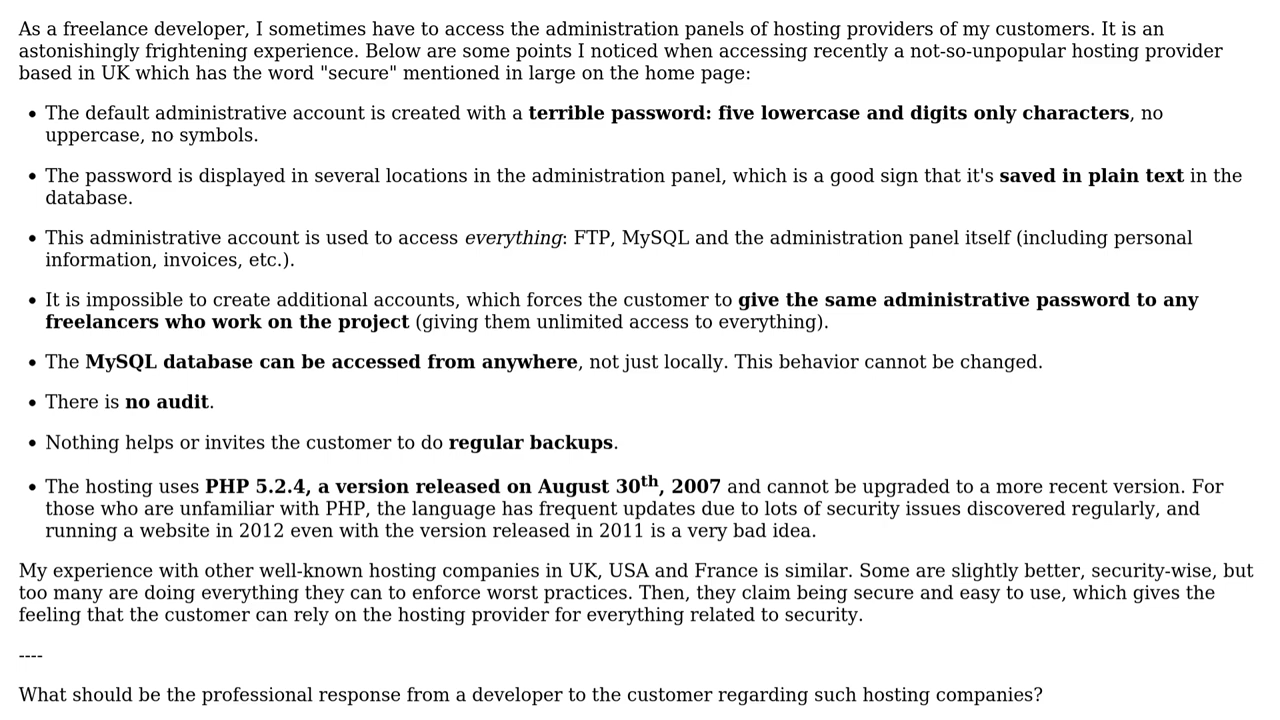 As a freelance developer, I sometimes have to access the administration panels of hosting providers of my customers. It is an
astonishingly frightening experience. Below are some points I noticed when accessing recently a not-so-unpopular hosting provider
based in UK which has the word "secure" mentioned in large on the home page:
• The default administrative account is created with a terrible password: five lowercase and digits only characters, no
uppercase, no symbols.
• The password is displayed in several locations in the administration panel, which is a good sign that it's saved in plain text in the
database.
• This administrative account is used to access everything: FTP, MySQL and the administration panel itself (including personal
information, invoices, etc.).
• It is impossible to create additional accounts, which forces the customer to give the same administrative password to any
freelancers who work on the project (giving them unlimited access to everything).
• The MySQL database can be accessed from anywhere, not just locally. This behavior cannot be changed.
• There is no audit.
• Nothing helps or invites the customer to do regular backups.
• The hosting uses PHP 5.2.4, a version released on August 30th, 2007 and cannot be upgraded to a more recent version. For
those who are unfamiliar with PHP, the language has frequent updates due to lots of security issues discovered regularly, and
running a website in 2012 even with the version released in 2011 is a very bad idea.
My experience with other well-known hosting companies in UK, USA and France is similar. Some are slightly better, security-wise, but
too many are doing everything they can to enforce worst practices. Then, they claim being secure and easy to use, which gives the
feeling that the customer can rely on the hosting provider for everything related to security.
----
What should be the professional response from a developer to the customer regarding such hosting companies?